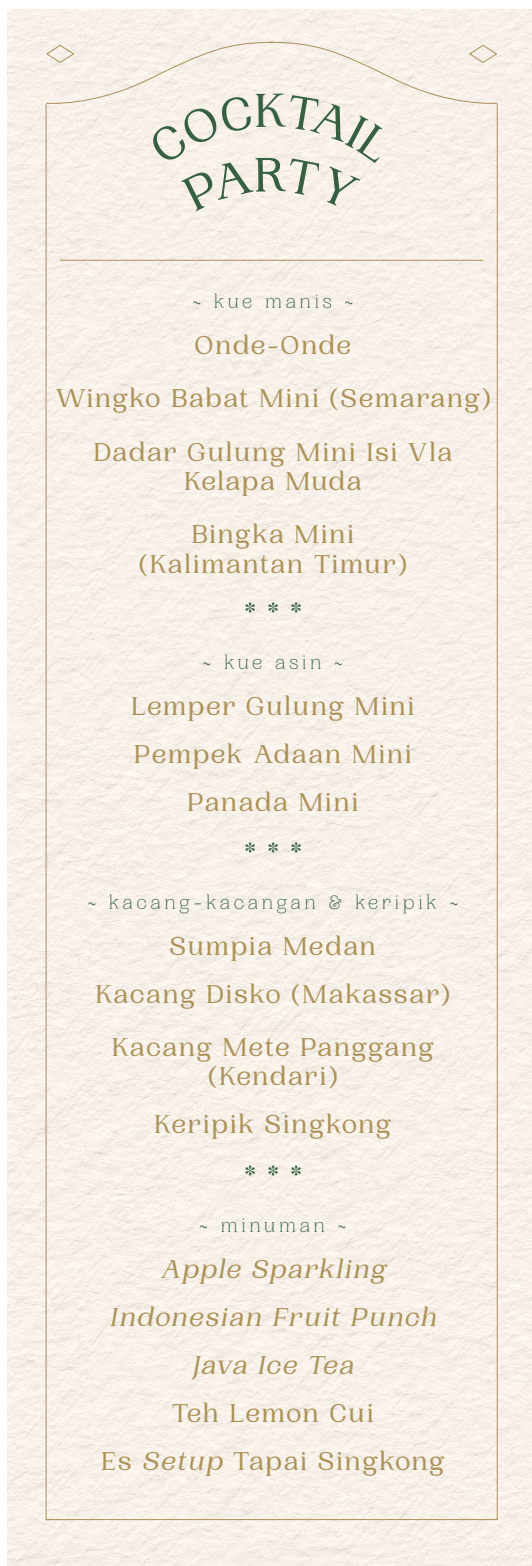 COCKTAIL
PARTY
~ kue manis ~
Onde-Onde
Wingko Babat Mini (Semarang)
Dadar Gulung Mini Isi Vla
Kelapa Muda
Bingka Mini
(Kalimantan Timur)
* * *
~ kue asin ~
Lemper Gulung Mini
Pempek Adaan Mini
Panada Mini
* * *
~ kacang-kacangan & keripik ~
Sumpia Medan
Kacang Disko (Makassar)
Kacang Mete Panggang
(Kendari)
Keripik Singkong
* * *
~ minuman ~
Apple Sparkling
Indonesian Fruit Punch
Java Ice Tea
Teh Lemon Cui
Es Setup Tapai Singkong